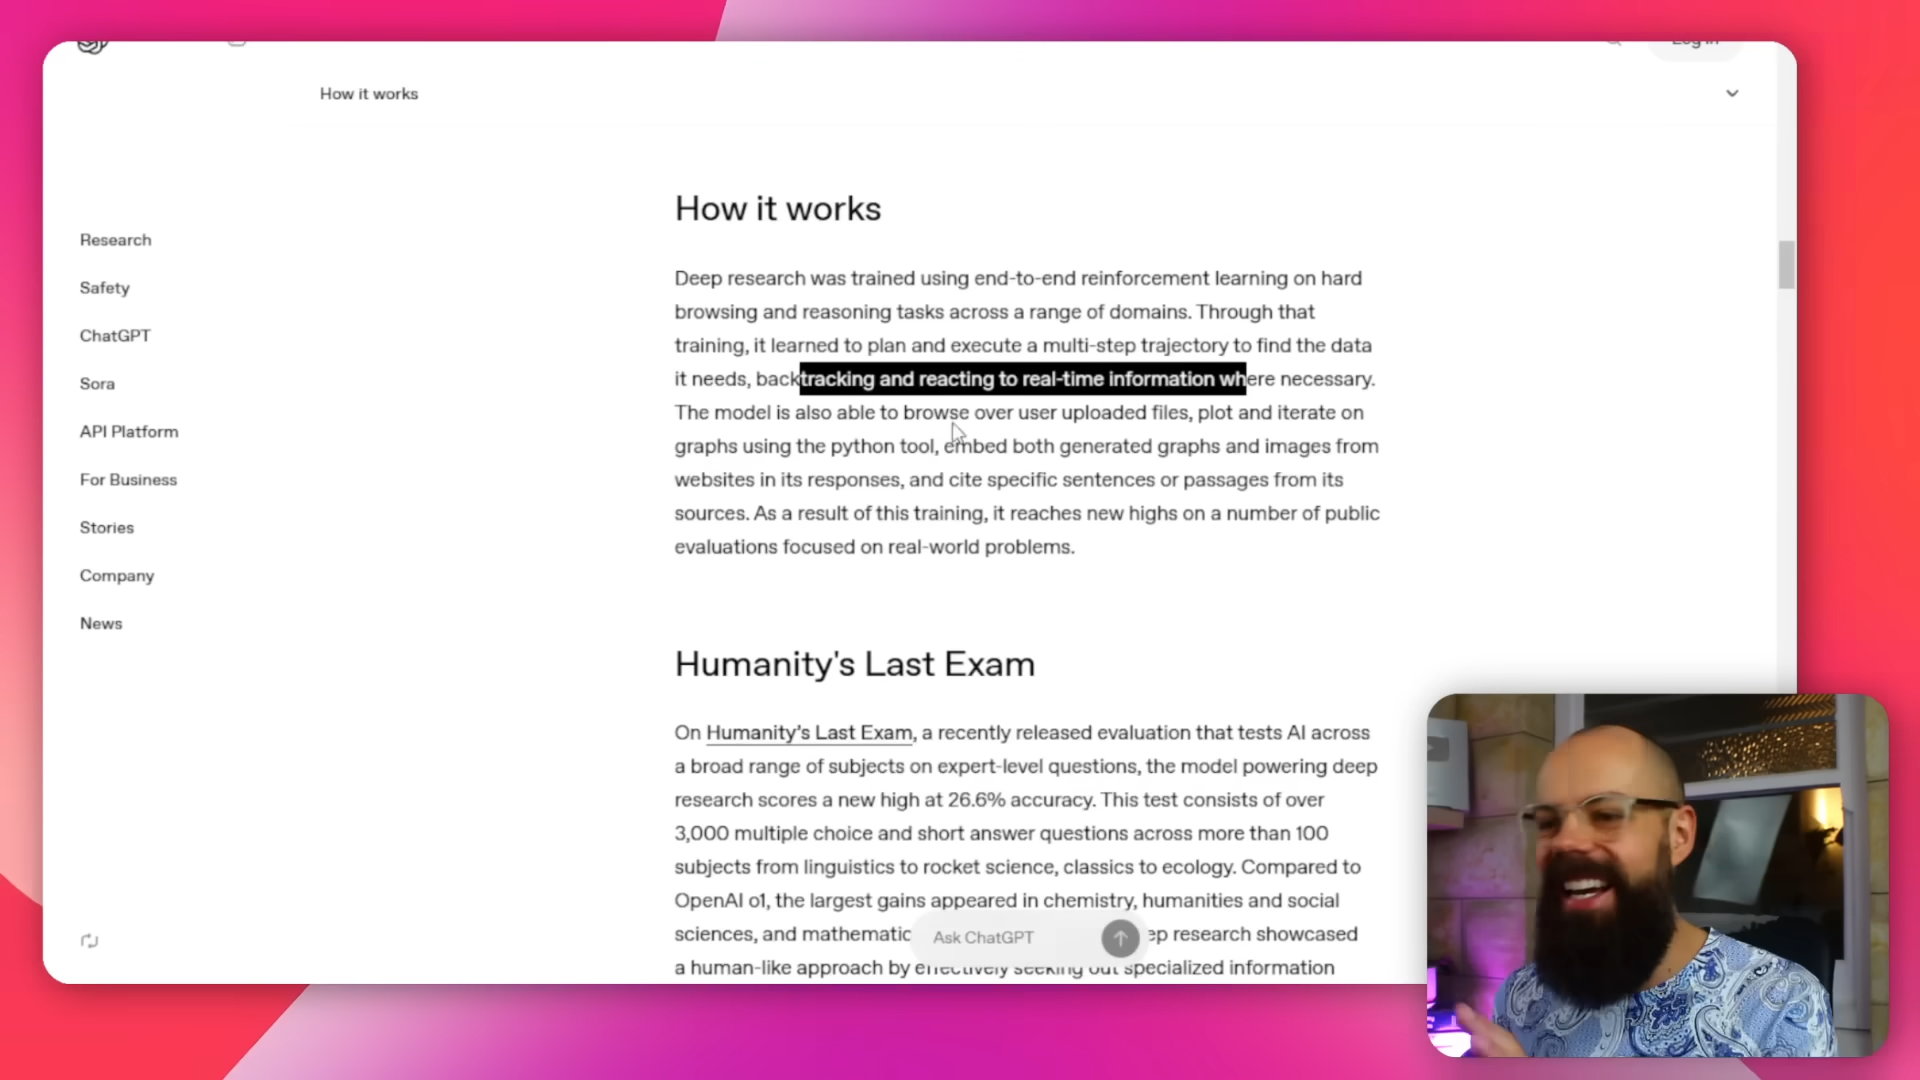 Log in
How it works
Research
Safety
ChatGPT
Sora
API Platform
For Business
Stories
Company
News
How it works
Deep research was trained using end-to-end reinforcement learning on hard
browsing and reasoning tasks across a range of domains. Through that
training, it learned to plan and execute a multi-step trajectory to find the data
it needs, backtracking and reacting to real-time information where necessary.
The model is also able to browse over user uploaded files, plot and iterate on
graphs using the python tool, embed both generated graphs and images from
websites in its responses, and cite specific sentences or passages from its
sources. As a result of this training, it reaches new highs on a number of public
evaluations focused on real-world problems.
Humanity's Last Exam
On Humanity’s Last Exam, a recently released evaluation that tests AI across
a broad range of subjects on expert-level questions, the model powering deep
research scores a new high at 26.6% accuracy. This test consists of over
3,000 multiple choice and short answer questions across more than 100
subjects from linguistics to rocket science, classics to ecology. Compared to
OpenAI o1, the largest gains appeared in chemistry, humanities and social
sciences, and mathematic ep research showcased
Ask ChatGPT
a human-like approach by effectively seeking out specialized information